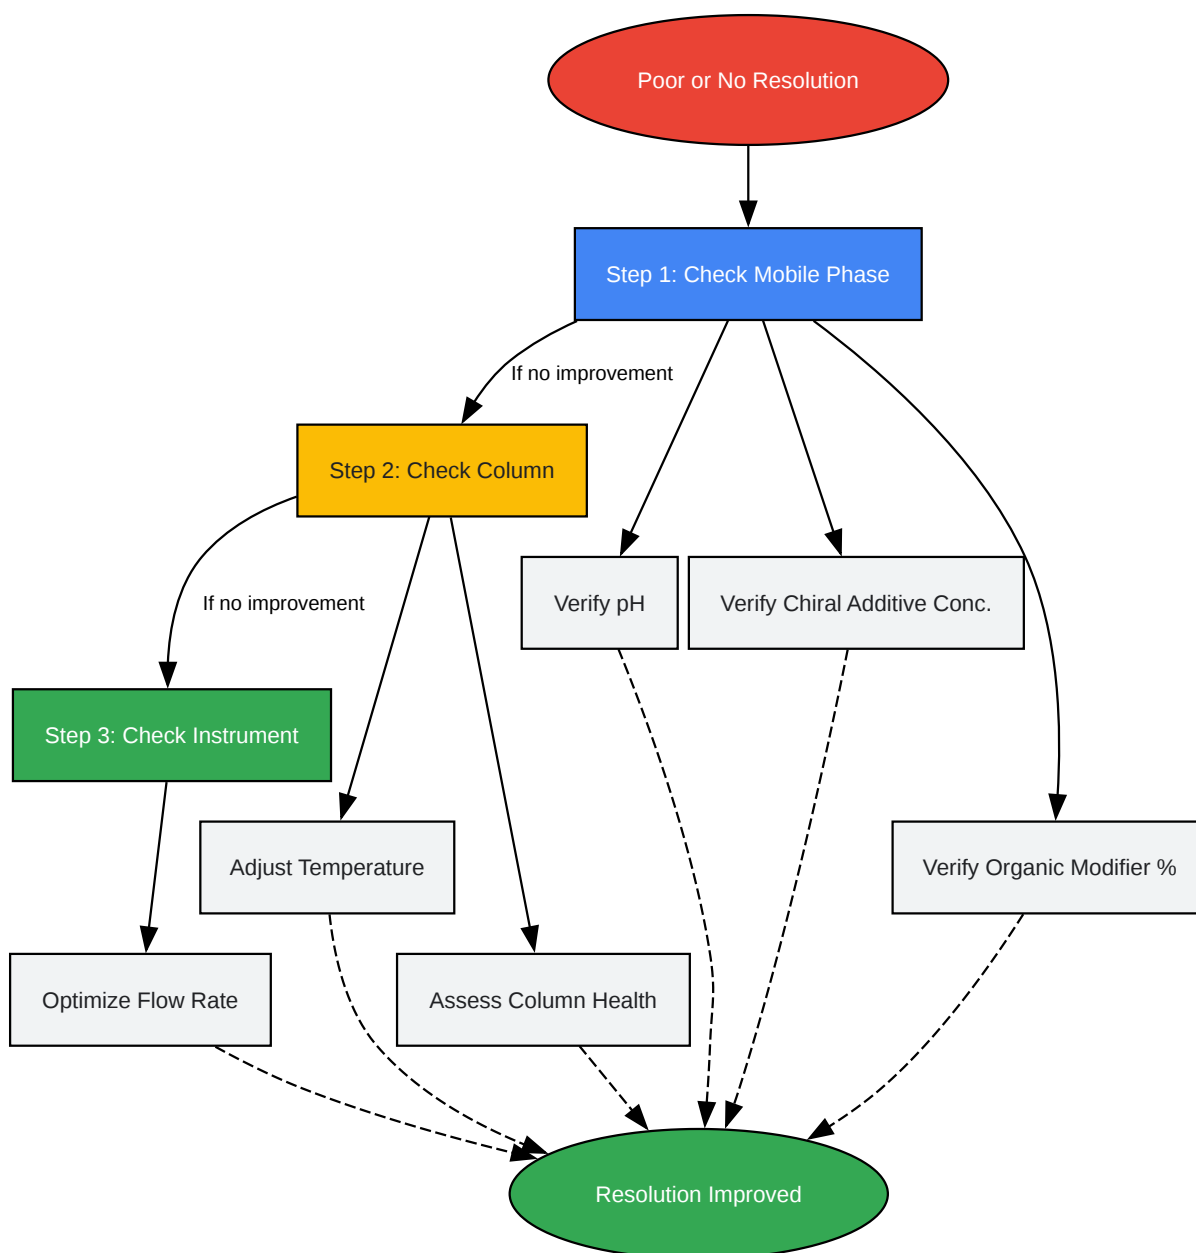 Poor or No Resolution
Step 1: Check Mobile Phase
If no improvement
Step 2: Check Column
If no improvement
Verify pH
Verify Chiral Additive Conc.
Step 3: Check Instrument
Adjust Temperature
Verify Organic Modifier %
Optimize Flow Rate
Assess Column Health
Resolution Improved